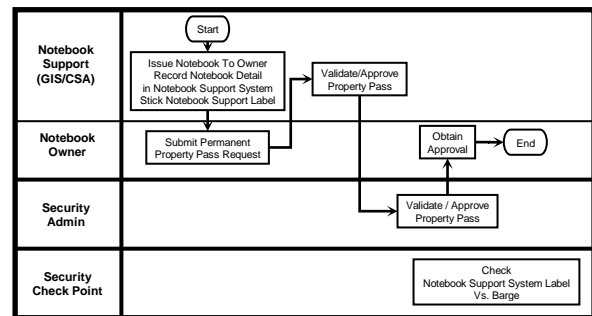 Notebook
Support
(GIS/CSA)
Start
Issue Notebook To Owner
Record Notebook Detail
in Notebook Support System
Stick Notebook Support Label
Validate/Approve
Property Pass
Notebook
Owner
Submit Permanent
Property Pass Request
Obtain
Approval
End
Security
Admin
Validate / Approve
Property Pass
Security
Check Point
Check
Notebook Support System Label
Vs. Barge